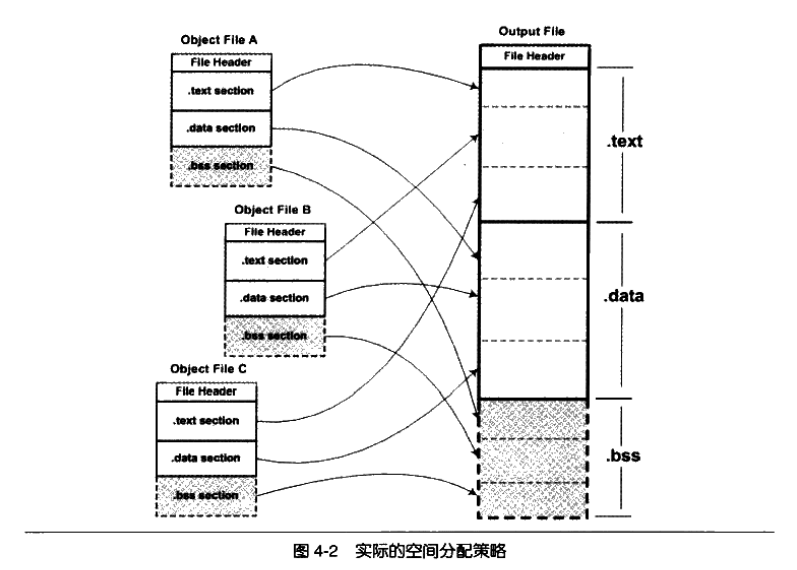 Object File A
File Header
.text section
.data section
.bss section
Object File B
File Header
.text section
.data section
.bss section
Object File C
File Header
.text section
.data section
.bss section
Output File
File Header
.text
.data
.bss
图 4-2 实际的空间分配策略